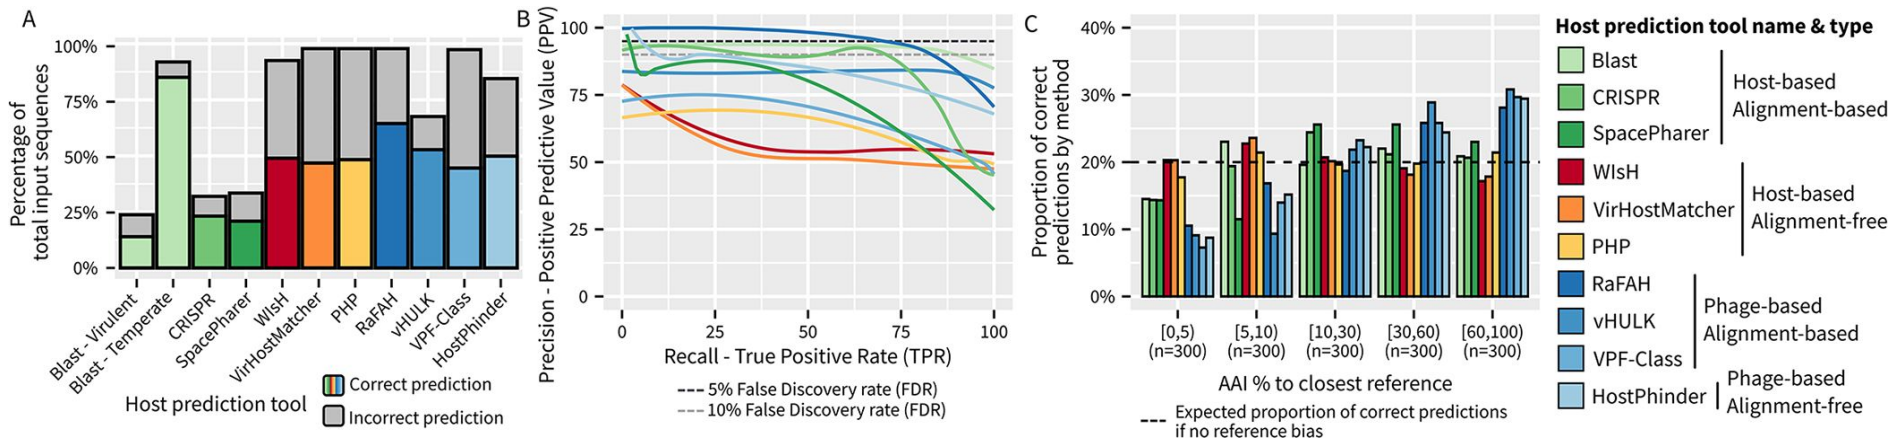 A
Percentage of
total input sequences
100%
75%
50%
25%
0%
Blast - Virulent
Blast - Temperate
CRISPR
SpacePharer
WIsH
VirHostMatcher
PHP
RaFAH
vHULK
VPF-Class
HostPhinder
Host prediction tool
Correct prediction
Incorrect prediction
B
Precision - Positive Predictive Value (PPV)
100
75
50
25
0
0
25
50
75
100
Recall - True Positive Rate (TPR)
5% False Discovery rate (FDR)
10% False Discovery rate (FDR)
C
Proportion of correct
predictions by method
40%
30%
20%
10%
0%
[0,5)
(n=300)
[5,10)
(n=300)
[10,30)
(n=300)
[30,60)
(n=300)
[60,100)
(n=300)
AAI % to closest reference
Expected proportion of correct predictions
if no reference bias
Host prediction tool name & type
Blast
CRISPR
SpacePharer
Host-based
Alignment-based
WIsH
VirHostMatcher
PHP
Host-based
Alignment-free
RaFAH
vHULK
VPF-Class
Phage-based
Alignment-based
HostPhinder
Phage-based
Alignment-free